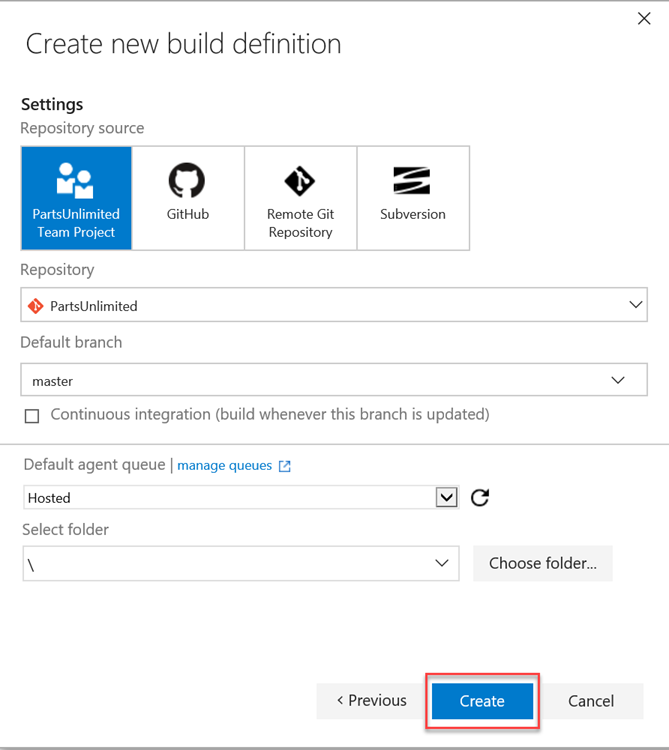 Create new build definition
Settings
Repository source
PartsUnlimited
Team Project
GitHub
Remote Git
Repository
Subversion
Repository
PartsUnlimited
Default branch
master
Continuous integration (build whenever this branch is updated)
Default agent queue | manage queues
Hosted
Select folder
\
Choose folder...
‹ Previous
Create
Cancel